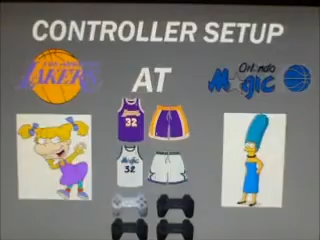 CONTROLLER SETUP
LAKERS
AT
Orlando
Magic
32
32